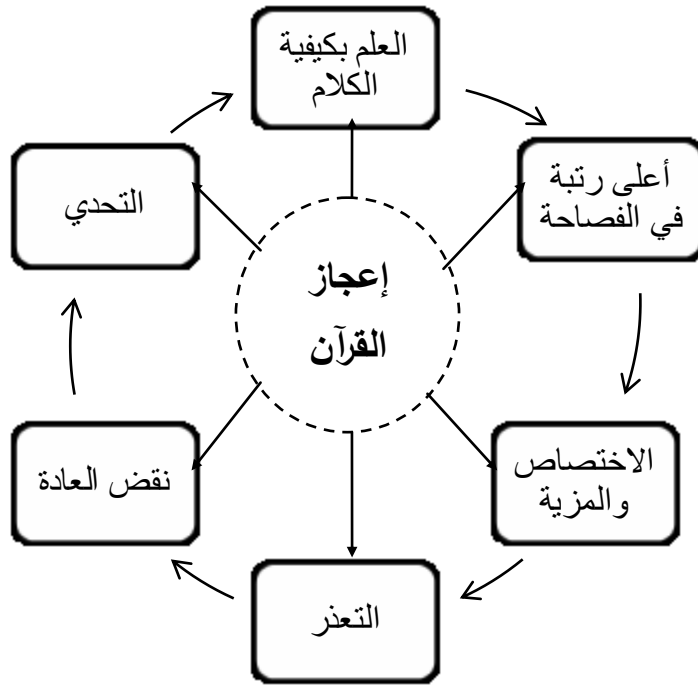 العلم بكيفية
الكلام
أعلى رتبة
في الفصاحة
الاختصاص
والمزية
التعذر
نقض العادة
التحدي
إعجاز
القرآن